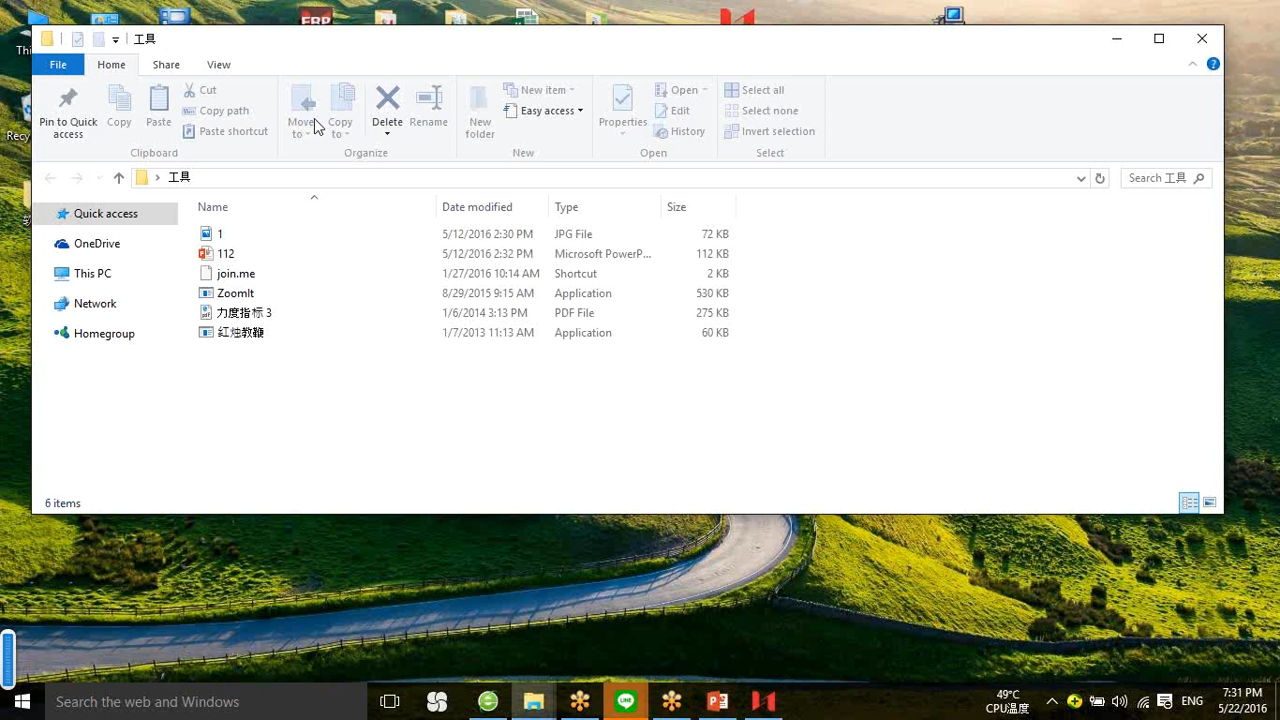 ERP
工具
File
Home
Share
View
Pin to Quick access
Copy
Paste
Cut
Copy path
Paste shortcut
Clipboard
Move to
Copy to
Delete
Rename
Organize
New folder
New item
Easy access
New
Properties
Open
Edit
History
Open
Select all
Select none
Invert selection
Select
工具
Search 工具
Name Date modified Type Size
Quick access
OneDrive
This PC
Network
Homegroup
1 5/12/2016 2:30 PM JPG File 72 KB
112 5/12/2016 2:32 PM Microsoft PowerP... 112 KB
join.me 1/27/2016 10:14 AM Shortcut 2 KB
ZoomIt 8/29/2015 9:15 AM Application 530 KB
力度指标 3 1/6/2014 3:13 PM PDF File 275 KB
红烛教鞭 1/7/2013 11:13 AM Application 60 KB
6 items
Search the web and Windows
LINE
49°C
CPU温度
ENG
7:31 PM
5/22/2016